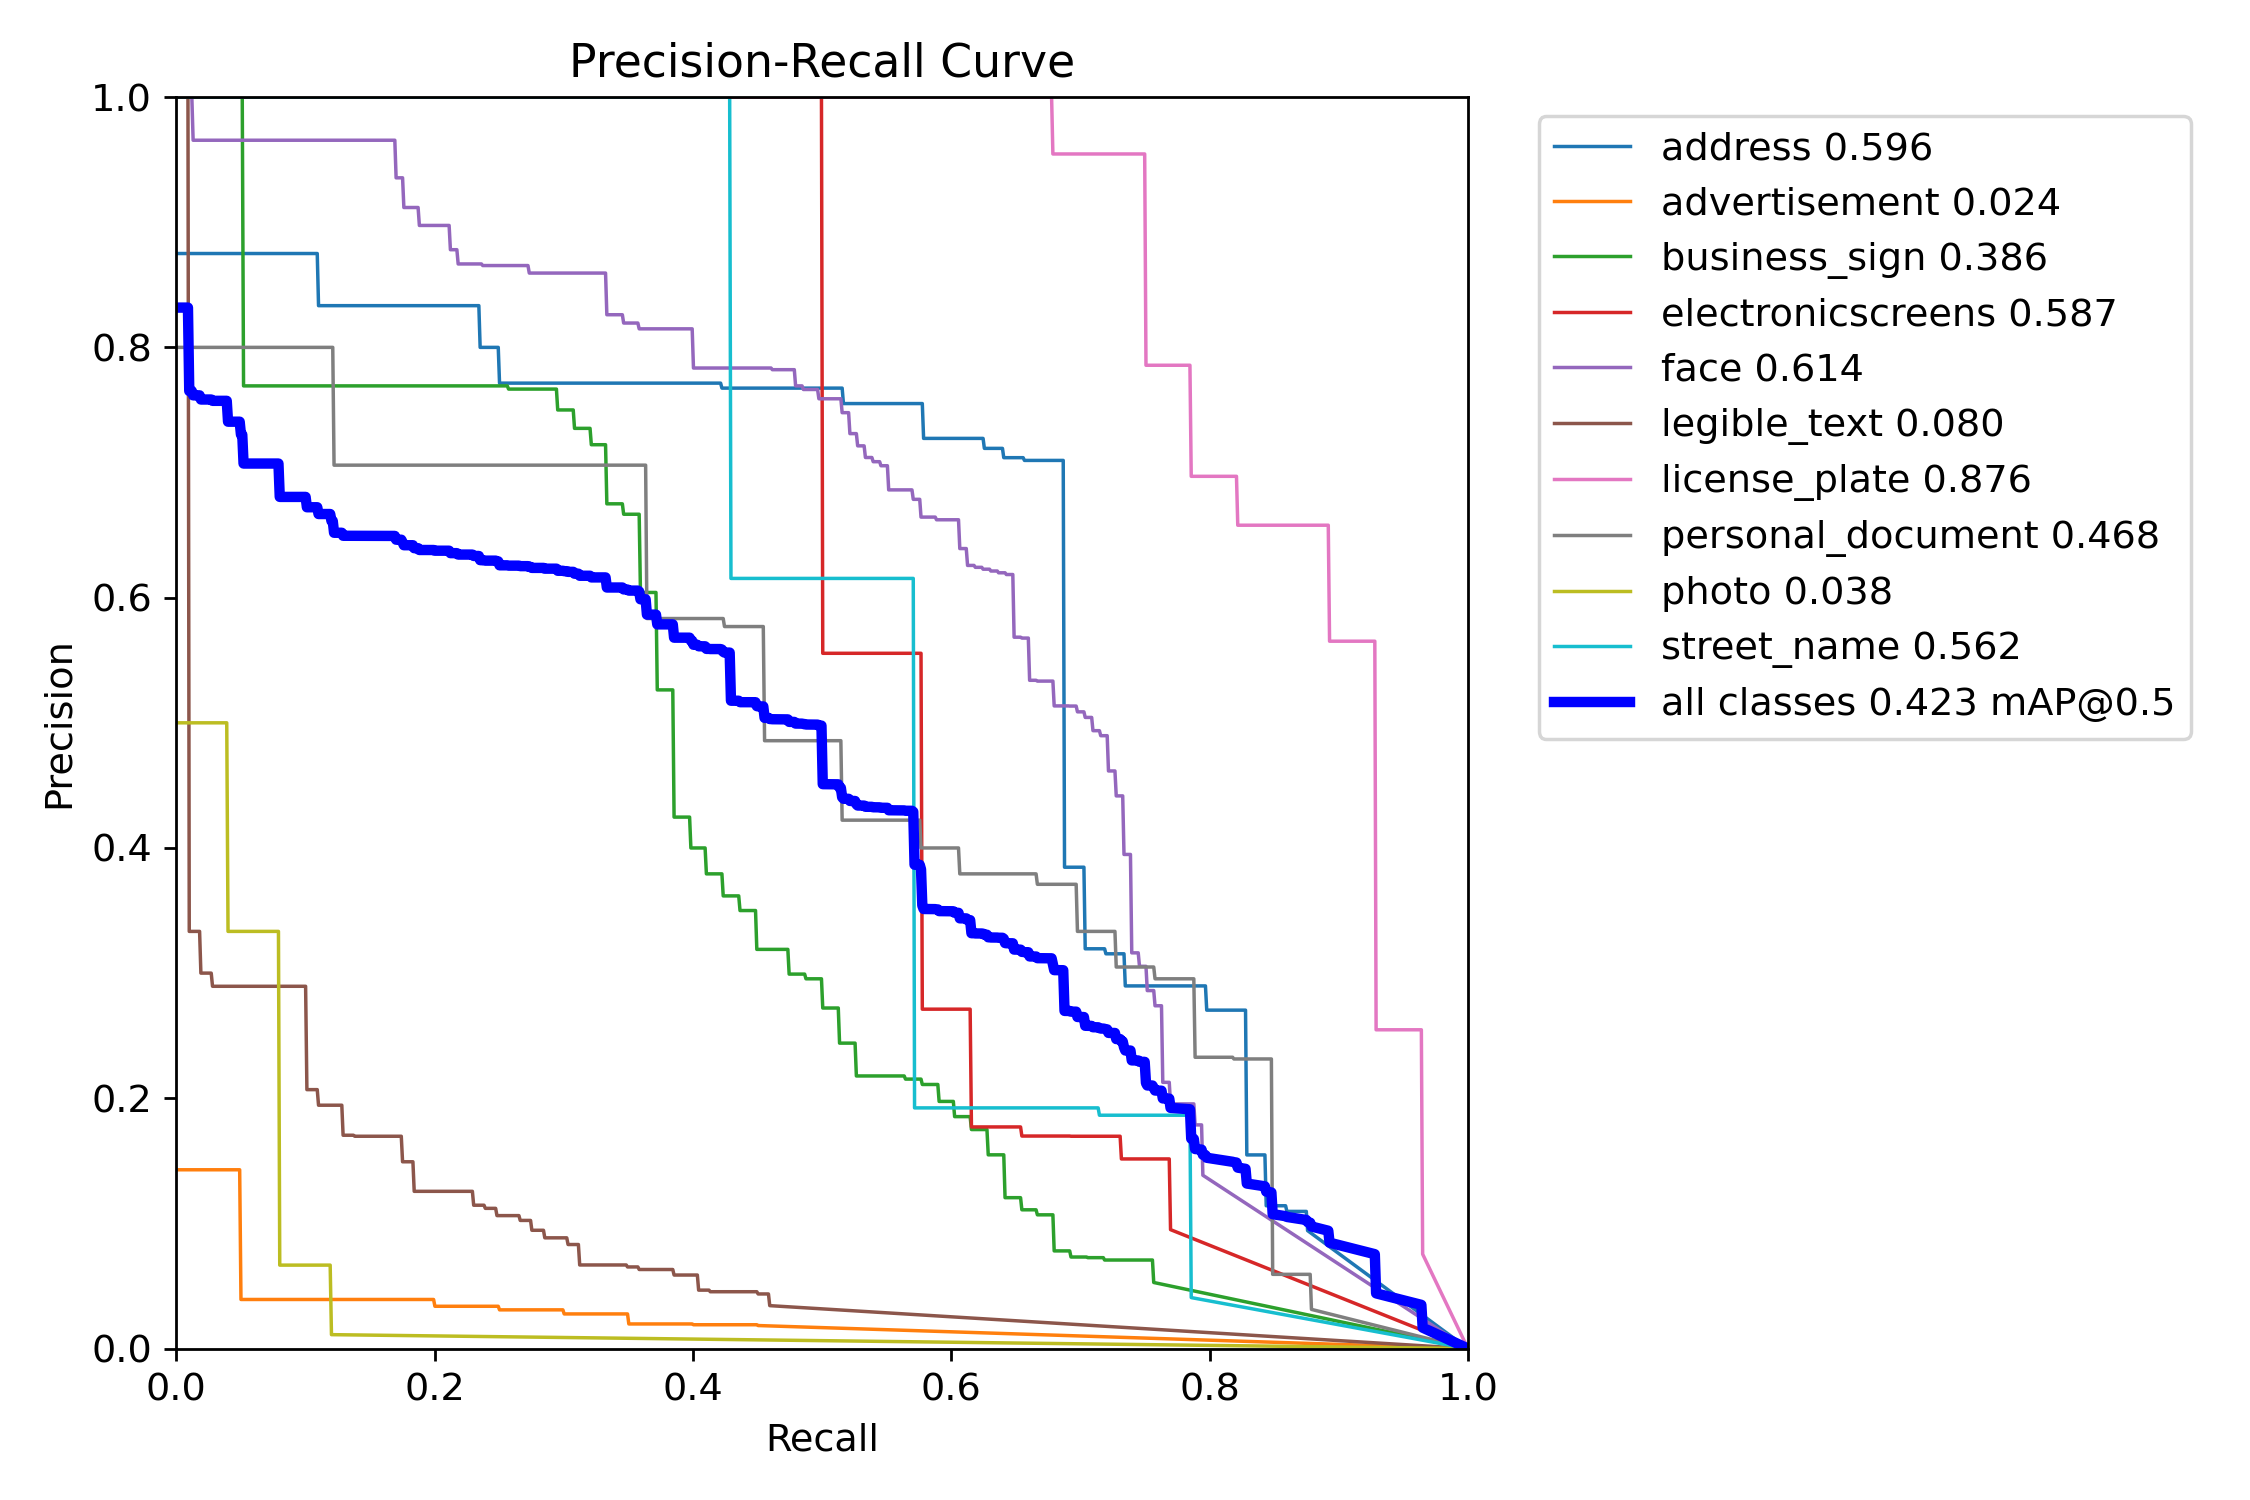 Precision-Recall Curve
1.0
0.8
0.6
0.4
0.2
0.0
Precision
0.0 0.2 0.4 0.6 0.8 1.0
Recall
address 0.596
advertisement 0.024
business_sign 0.386
electronicscreens 0.587
face 0.614
legible_text 0.080
license_plate 0.876
personal_document 0.468
photo 0.038
street_name 0.562
all classes 0.423 mAP@0.5